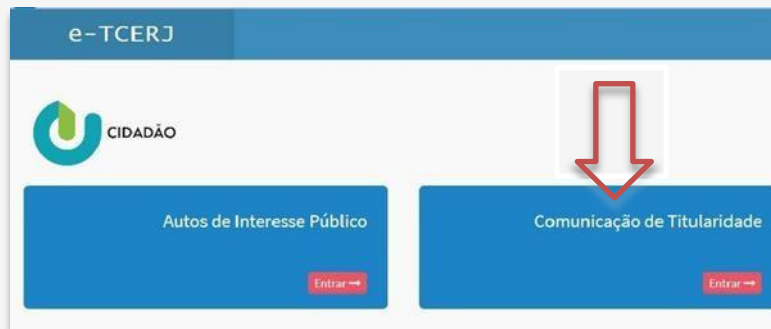 e-TCERJ
CIDADÃO
Autos de Interesse Público
Comunicação de Titularidade
Entrar
Entrar